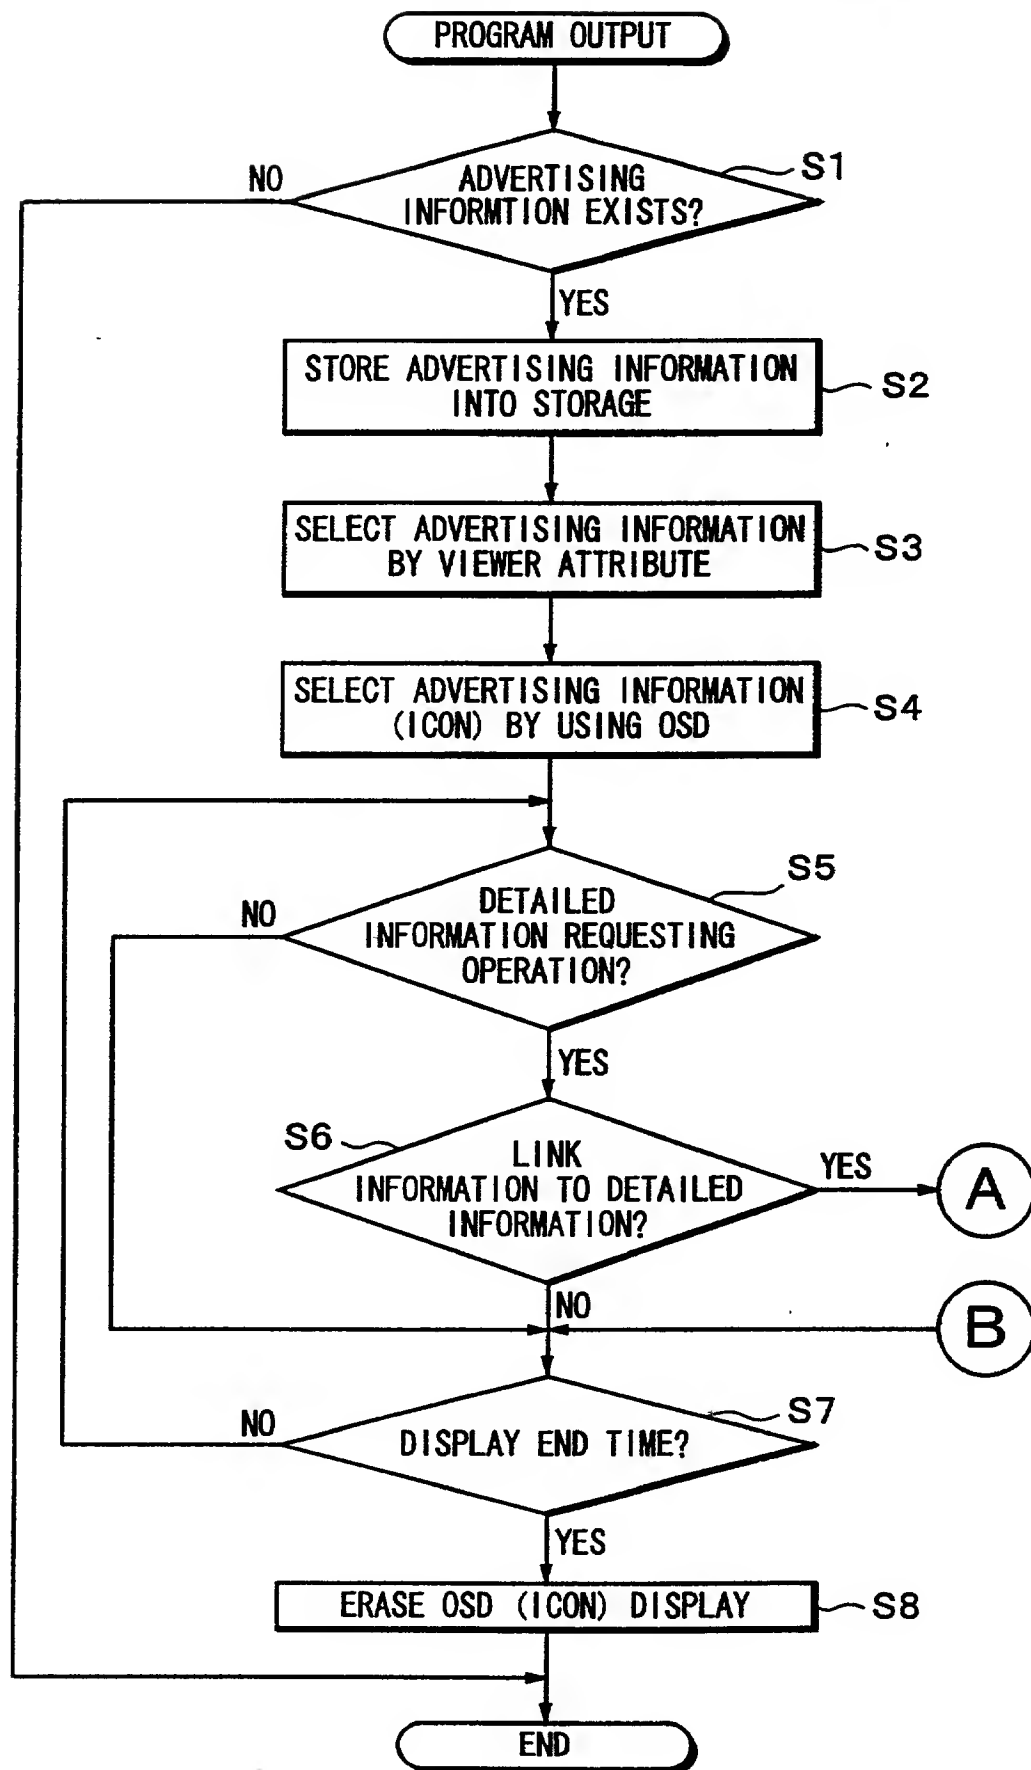 PROGRAM OUTPUT
S1
NO
ADVERTISING
INFORMTION EXISTS?
YES
STORE ADVERTISING INFORMATION
INTO STORAGE
S2
SELECT ADVERTISING INFORMATION
BY VIEWER ATTRIBUTE
S3
SELECT ADVERTISING INFORMATION
(ICON) BY USING OSD
S4
S5
NO
DETAILED
INFORMATION REQUESTING
OPERATION?
YES
S6
LINK
INFORMATION TO DETAILED
INFORMATION?
YES
A
NO
B
S7
NO
DISPLAY END TIME?
YES
ERASE OSD (ICON) DISPLAY
S8
END